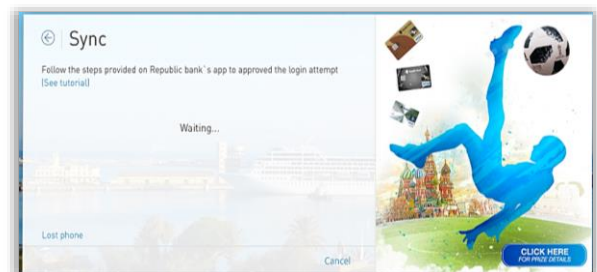 Sync
Follow the steps provided on Republic bank`s app to approved the login attempt
(See tutorial)
Waiting...
Lost phone
Cancel
CLICK HERE
FOR PRIZE DETAILS